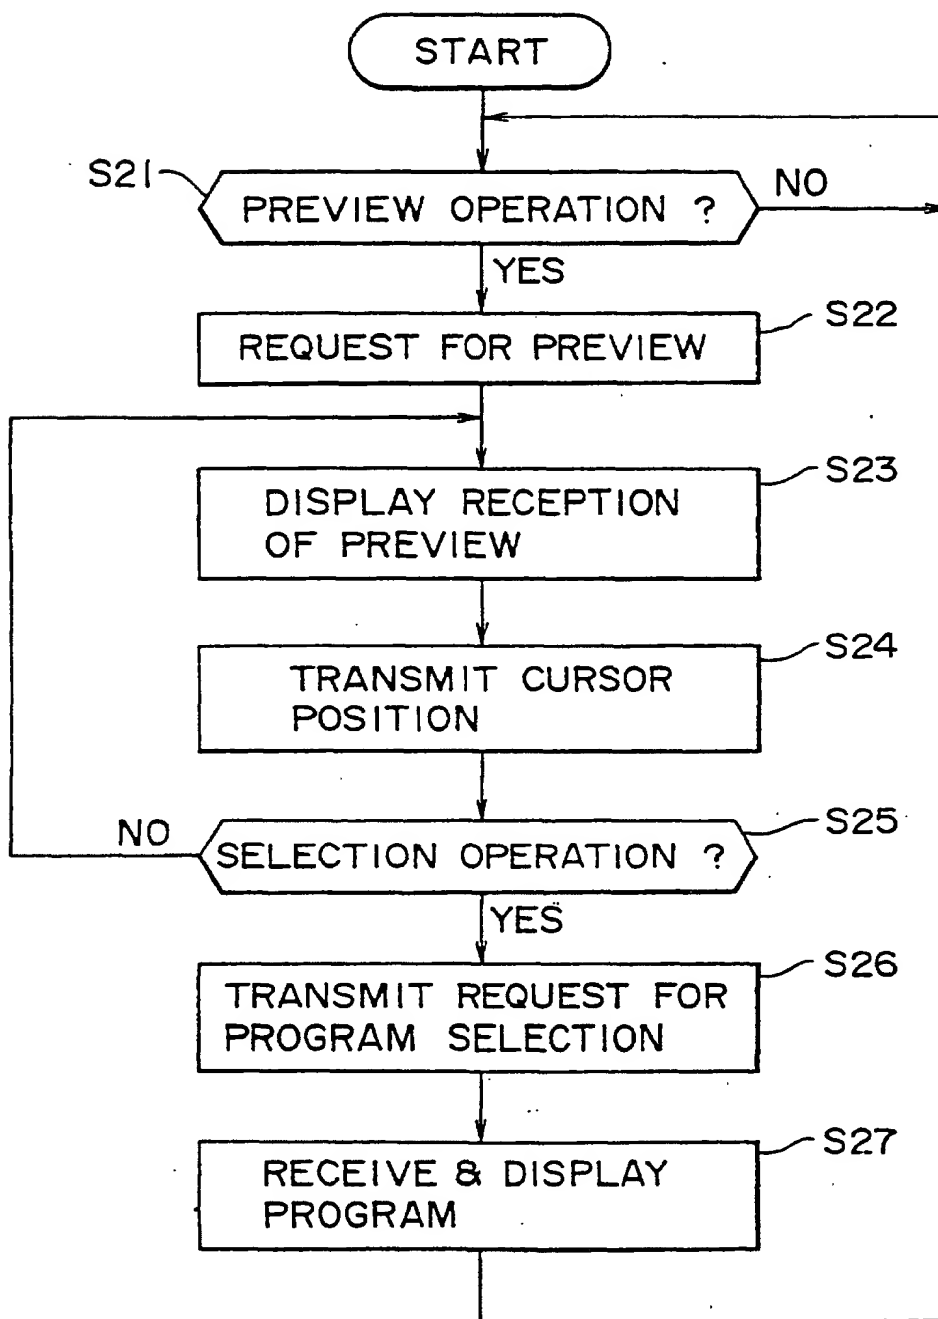 START
S21
PREVIEW OPERATION ?
NO
YES
S22
REQUEST FOR PREVIEW
S23
DISPLAY RECEPTION
OF PREVIEW
S24
TRANSMIT CURSOR
POSITION
S25
NO
SELECTION OPERATION ?
YES
S26
TRANSMIT REQUEST FOR
PROGRAM SELECTION
S27
RECEIVE & DISPLAY
PROGRAM